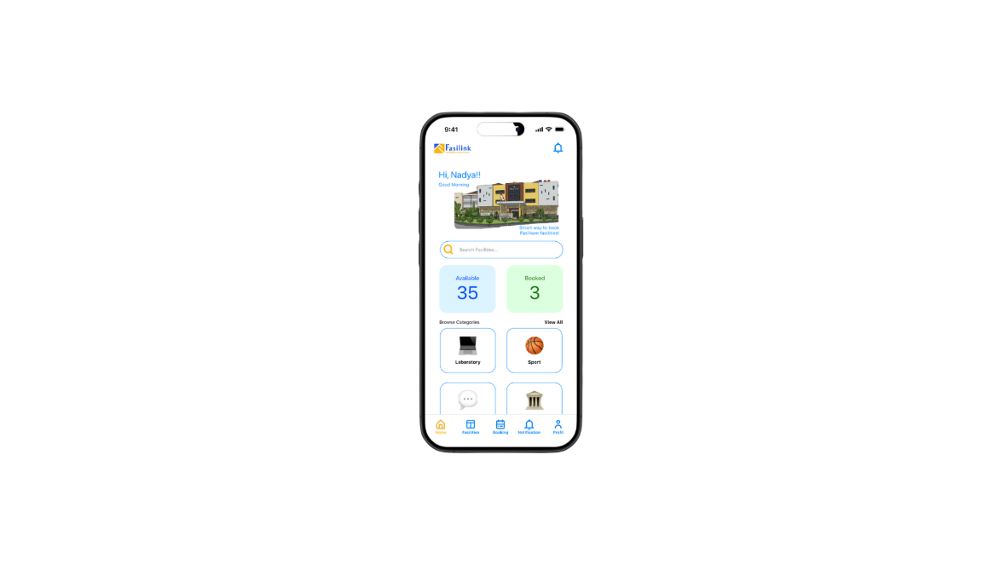 9:41
Fasilink
Hi, Nadya!!
Good Morning
Smart way to book
Fasilkom facilities!
Search Facilities...
Available
Booked
35
3
Browse Categories
View All
Laboratory
Sport
Home
Facilities
Booking
Notification
Profil